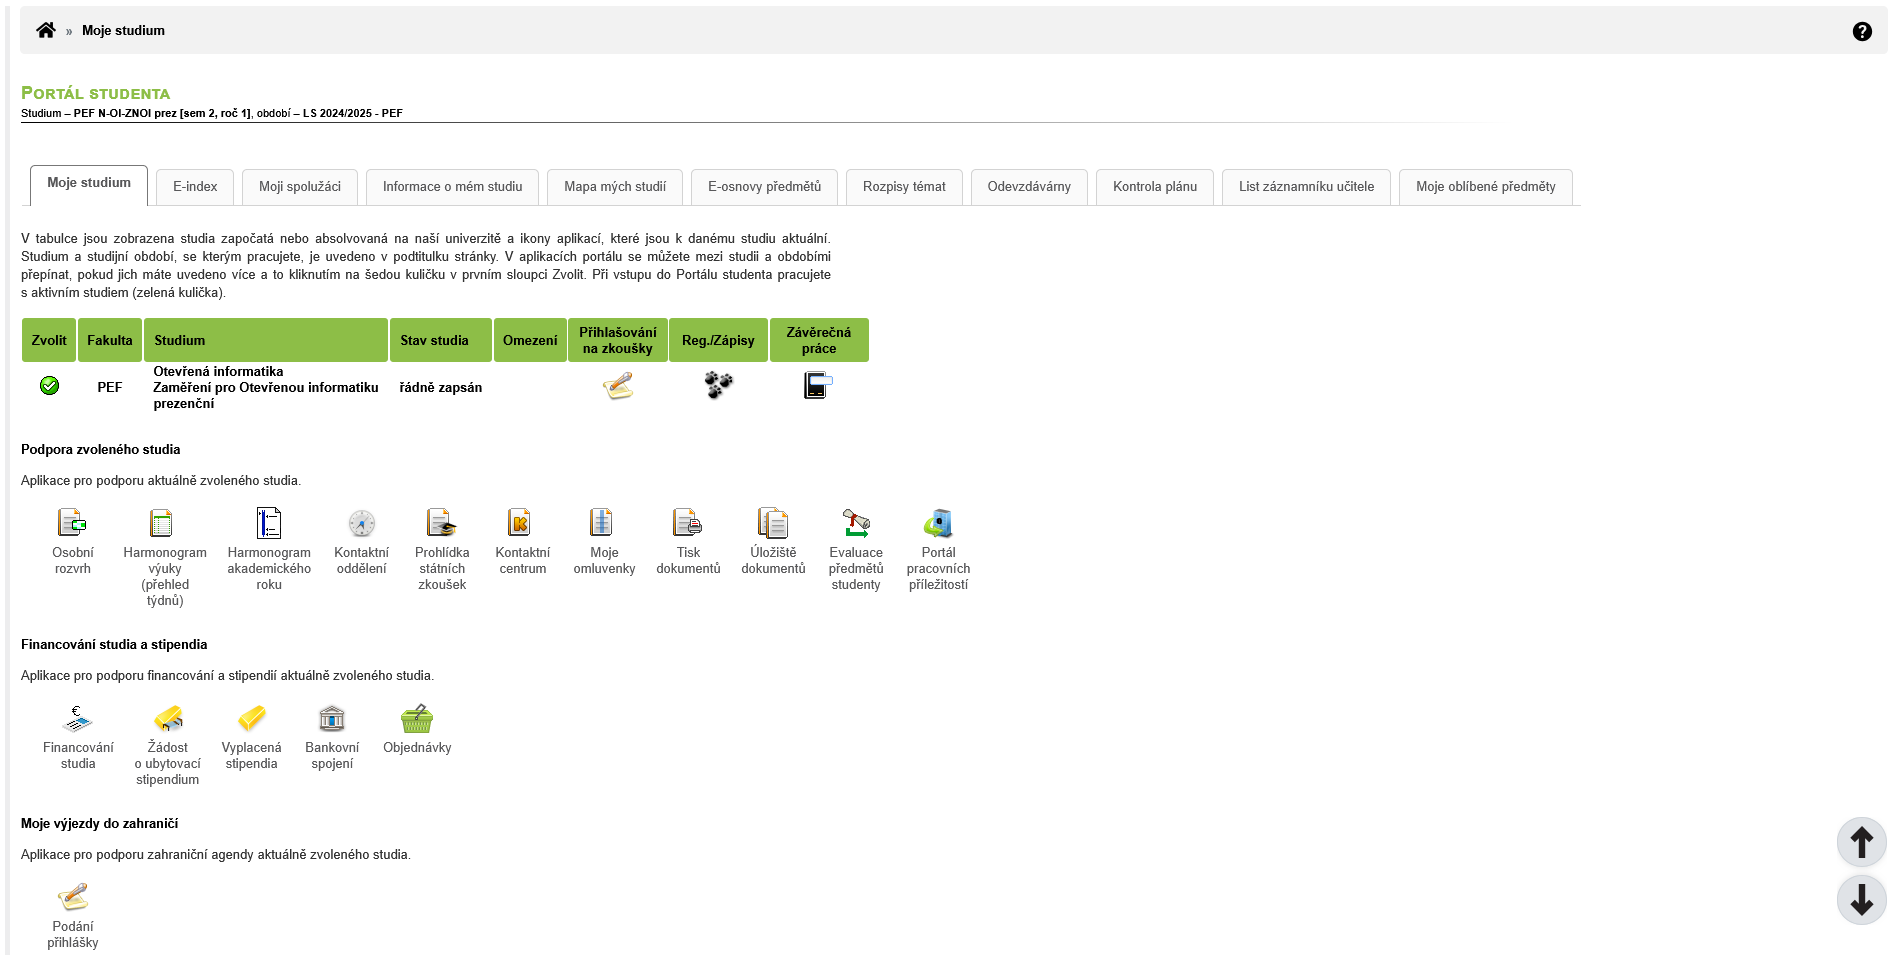 » Moje studium
PORTÁL STUDENTA
Studium – PEF N-OI-ZNOI prez [sem 2, roč 1], období – LS 2024/2025 - PEF
Moje studium
E-index
Moji spolužáci
Informace o mém studiu
Mapa mých studií
E-osnovy předmětů
Rozpisy témat
Odevzdávárny
Kontrola plánu
List záznamníku učitele
Moje oblíbené předměty
V tabulce jsou zobrazena studia započatá nebo absolvovaná na naší univerzitě a ikony aplikací, které jsou k danému studiu aktuální.
Studium a studijní období, se kterým pracujete, je uvedeno v podtitulku stránky. V aplikacích portálu se můžete mezi studii a obdobími
přepínat, pokud jich máte uvedeno více a to kliknutím na šedou kuličku v prvním sloupci Zvolit. Při vstupu do Portálu studenta pracujete
s aktivním studiem (zelená kulička).
Zvolit
Fakulta
Studium
Stav studia
Omezení
Přihlašování
na zkoušky
Reg./Zápisy
Závěrečná
práce
PEF
Otevřená informatika
Zaměření pro Otevřenou informatiku
prezenční
řádně zapsán
Podpora zvoleného studia
Aplikace pro podporu aktuálně zvoleného studia.
Osobní
rozvrh
Harmonogram
výuky
(přehled
týdnů)
Harmonogram
akademického
roku
Kontaktní
oddělení
Prohlídka
státních
zkoušek
Kontaktní
centrum
Moje
omluvenky
Tisk
dokumentů
Úložiště
dokumentů
Evaluace
předmětů
studenty
Portál
pracovních
příležitostí
Financování studia a stipendia
Aplikace pro podporu financování a stipendií aktuálně zvoleného studia.
Financování
studia
Žádost
o ubytovací
stipendium
Vyplacená
stipendia
Bankovní
spojení
Objednávky
Moje výjezdy do zahraničí
Aplikace pro podporu zahraniční agendy aktuálně zvoleného studia.
Podání
přihlášky